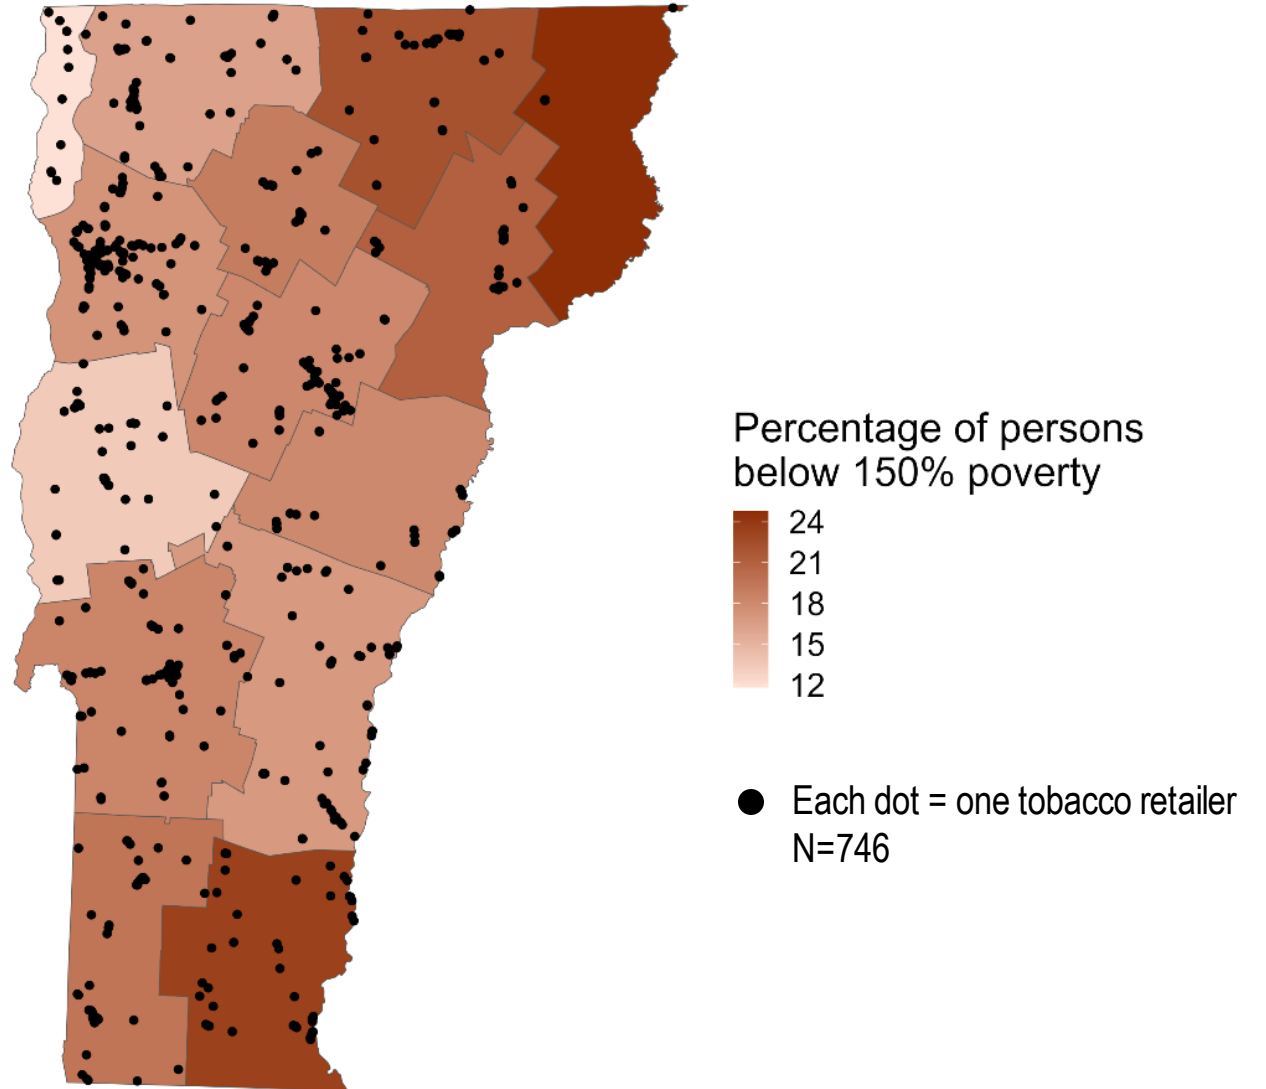 Percentage of persons
below 150% poverty
24
21
18
15
12
Each dot = one tobacco retailer
N=746